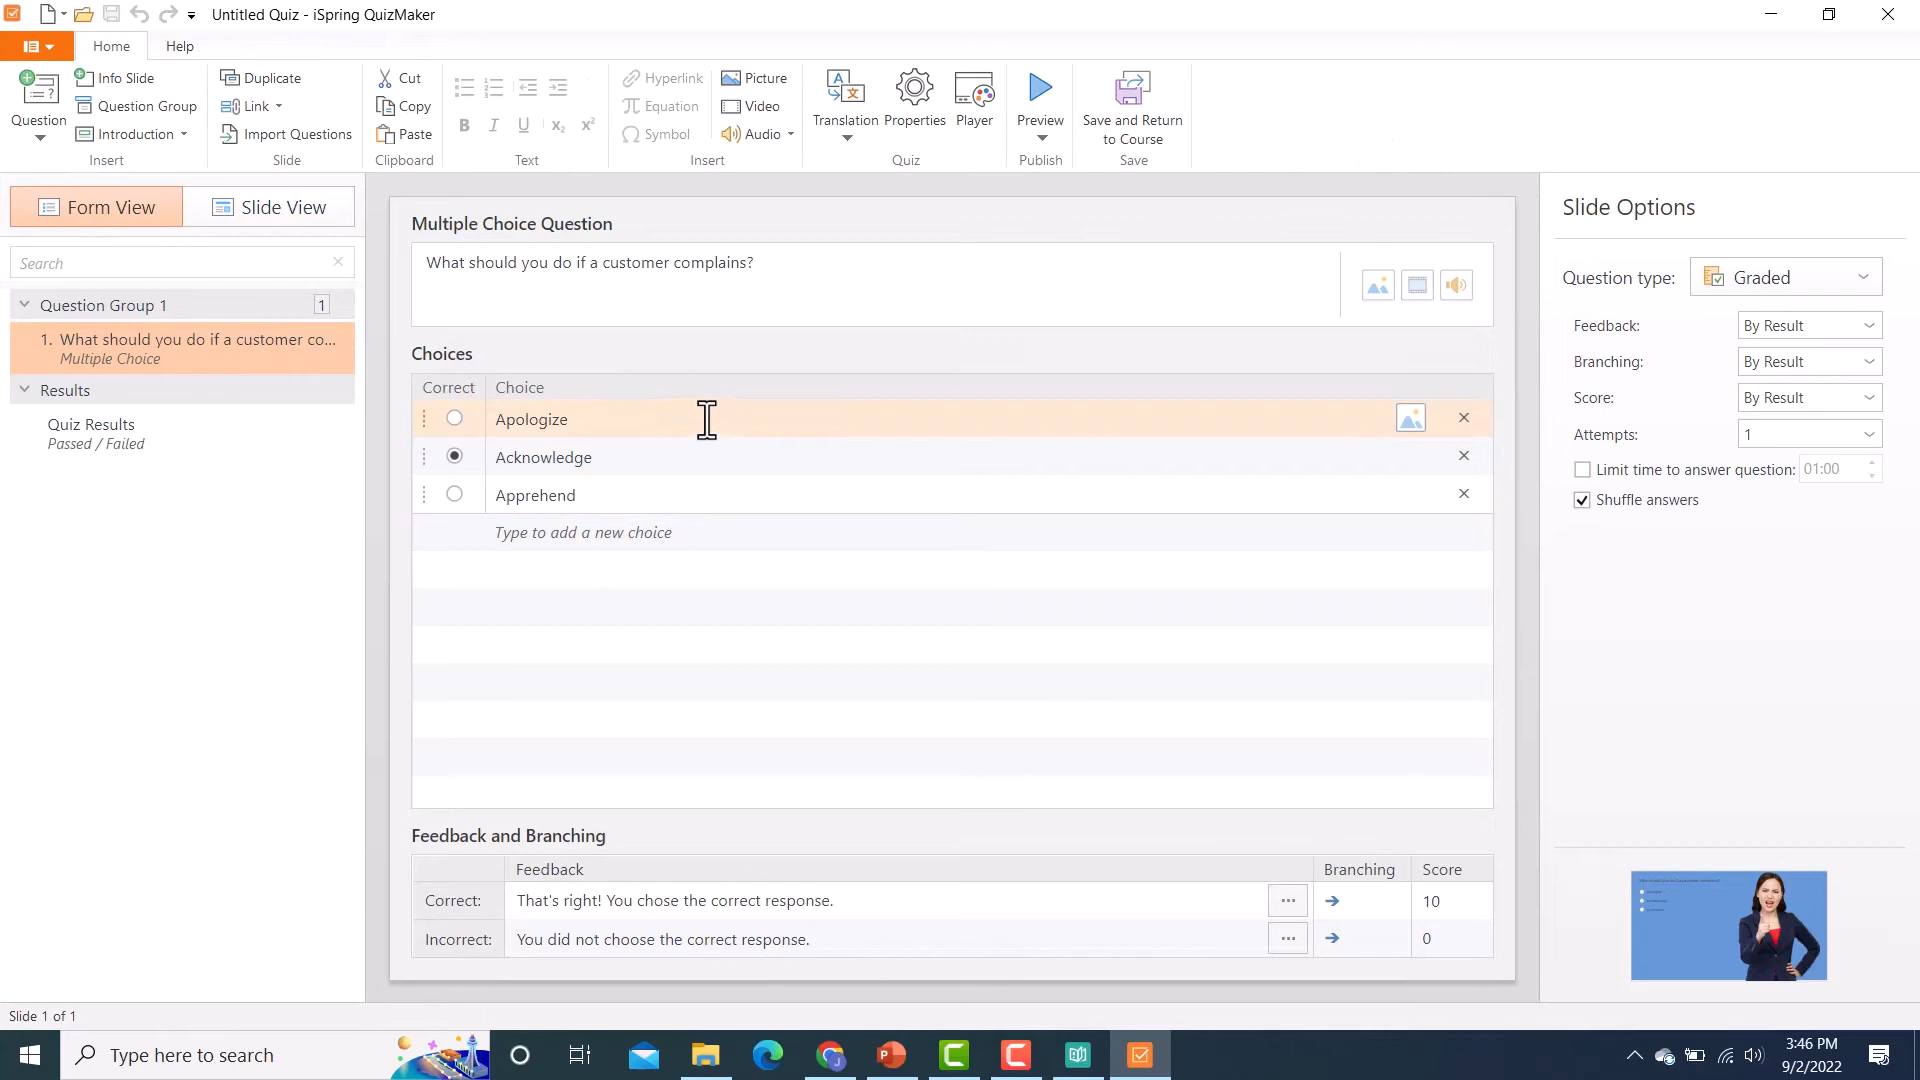 Untitled Quiz - iSpring QuizMaker
Home Help
Question
Info Slide
Question Group
Introduction
Insert
Duplicate
Link
Import Questions
Slide
Cut
Copy
Paste
Clipboard
B I U X₂ X²
Text
Hyperlink
Equation
Symbol
Picture
Video
Audio
Insert
Translation
Properties
Player
Quiz
Preview
Publish
Save and Return
to Course
Save
Form View
Slide View
Search
Question Group 1 1
1. What should you do if a customer co...
Multiple Choice
Results
Quiz Results
Passed / Failed
Multiple Choice Question
What should you do if a customer complains?
Choices
Correct Choice
Apologize
Acknowledge
Apprehend
Type to add a new choice
Feedback and Branching
Feedback Branching Score
Correct: That's right! You chose the correct response. ... 10
Incorrect: You did not choose the correct response. ... 0
Slide Options
Question type: Graded
Feedback: By Result
Branching: By Result
Score: By Result
Attempts: 1
Limit time to answer question: 01:00
Shuffle answers
Slide 1 of 1
Type here to search
3:46 PM
9/2/2022